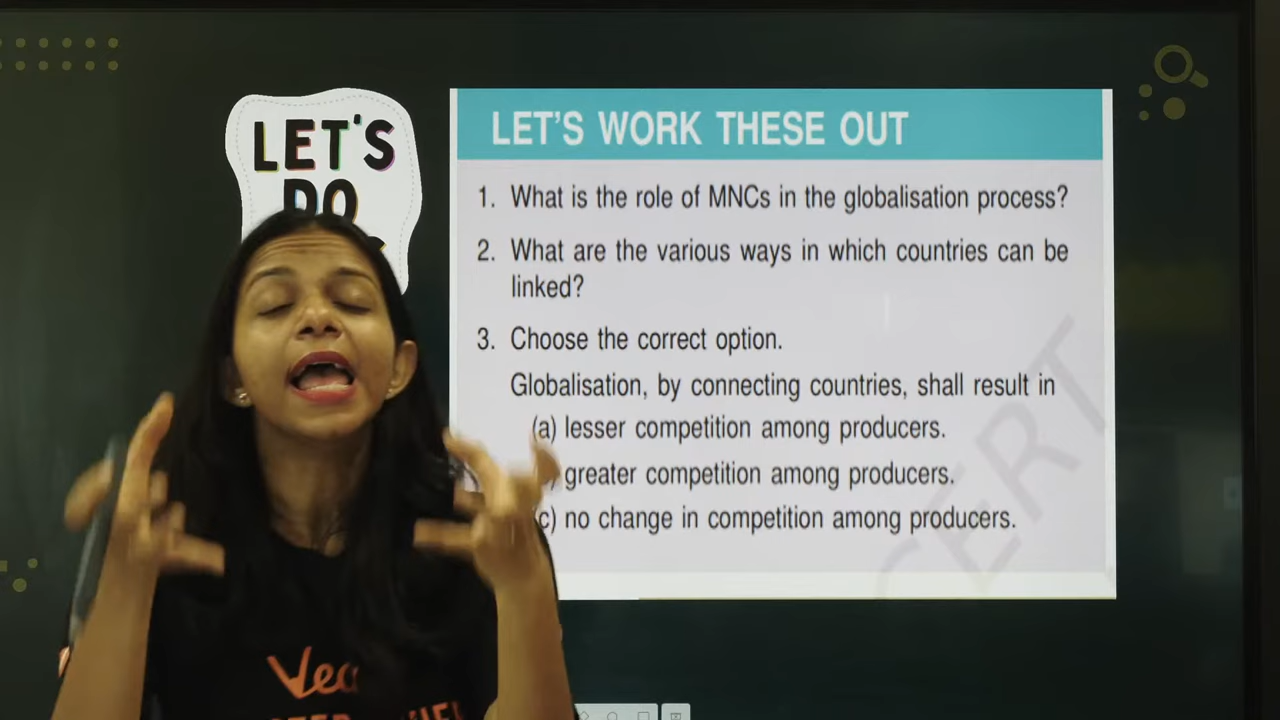 LET'S
DO
LET'S WORK THESE OUT
1. What is the role of MNCs in the globalisation process?
2. What are the various ways in which countries can be
linked?
3. Choose the correct option.
Globalisation, by connecting countries, shall result in
(a) lesser competition among producers.
) greater competition among producers.
c) no change in competition among producers.
CERT